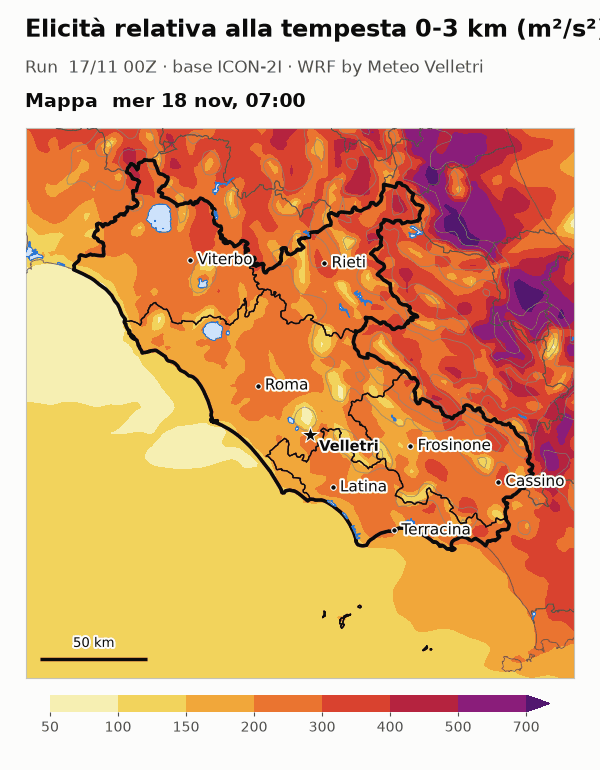 Elicità relativa alla tempesta 0-3 km (m²/s²)
Run  17/11 00Z · base ICON-2I · WRF by Meteo Velletri
Mappa  mer 18 nov, 07:00
Viterbo
Rieti
Roma
Velletri
Frosinone
Latina
Cassino
Terracina
50 km
50 100 150 200 300 400 500 700